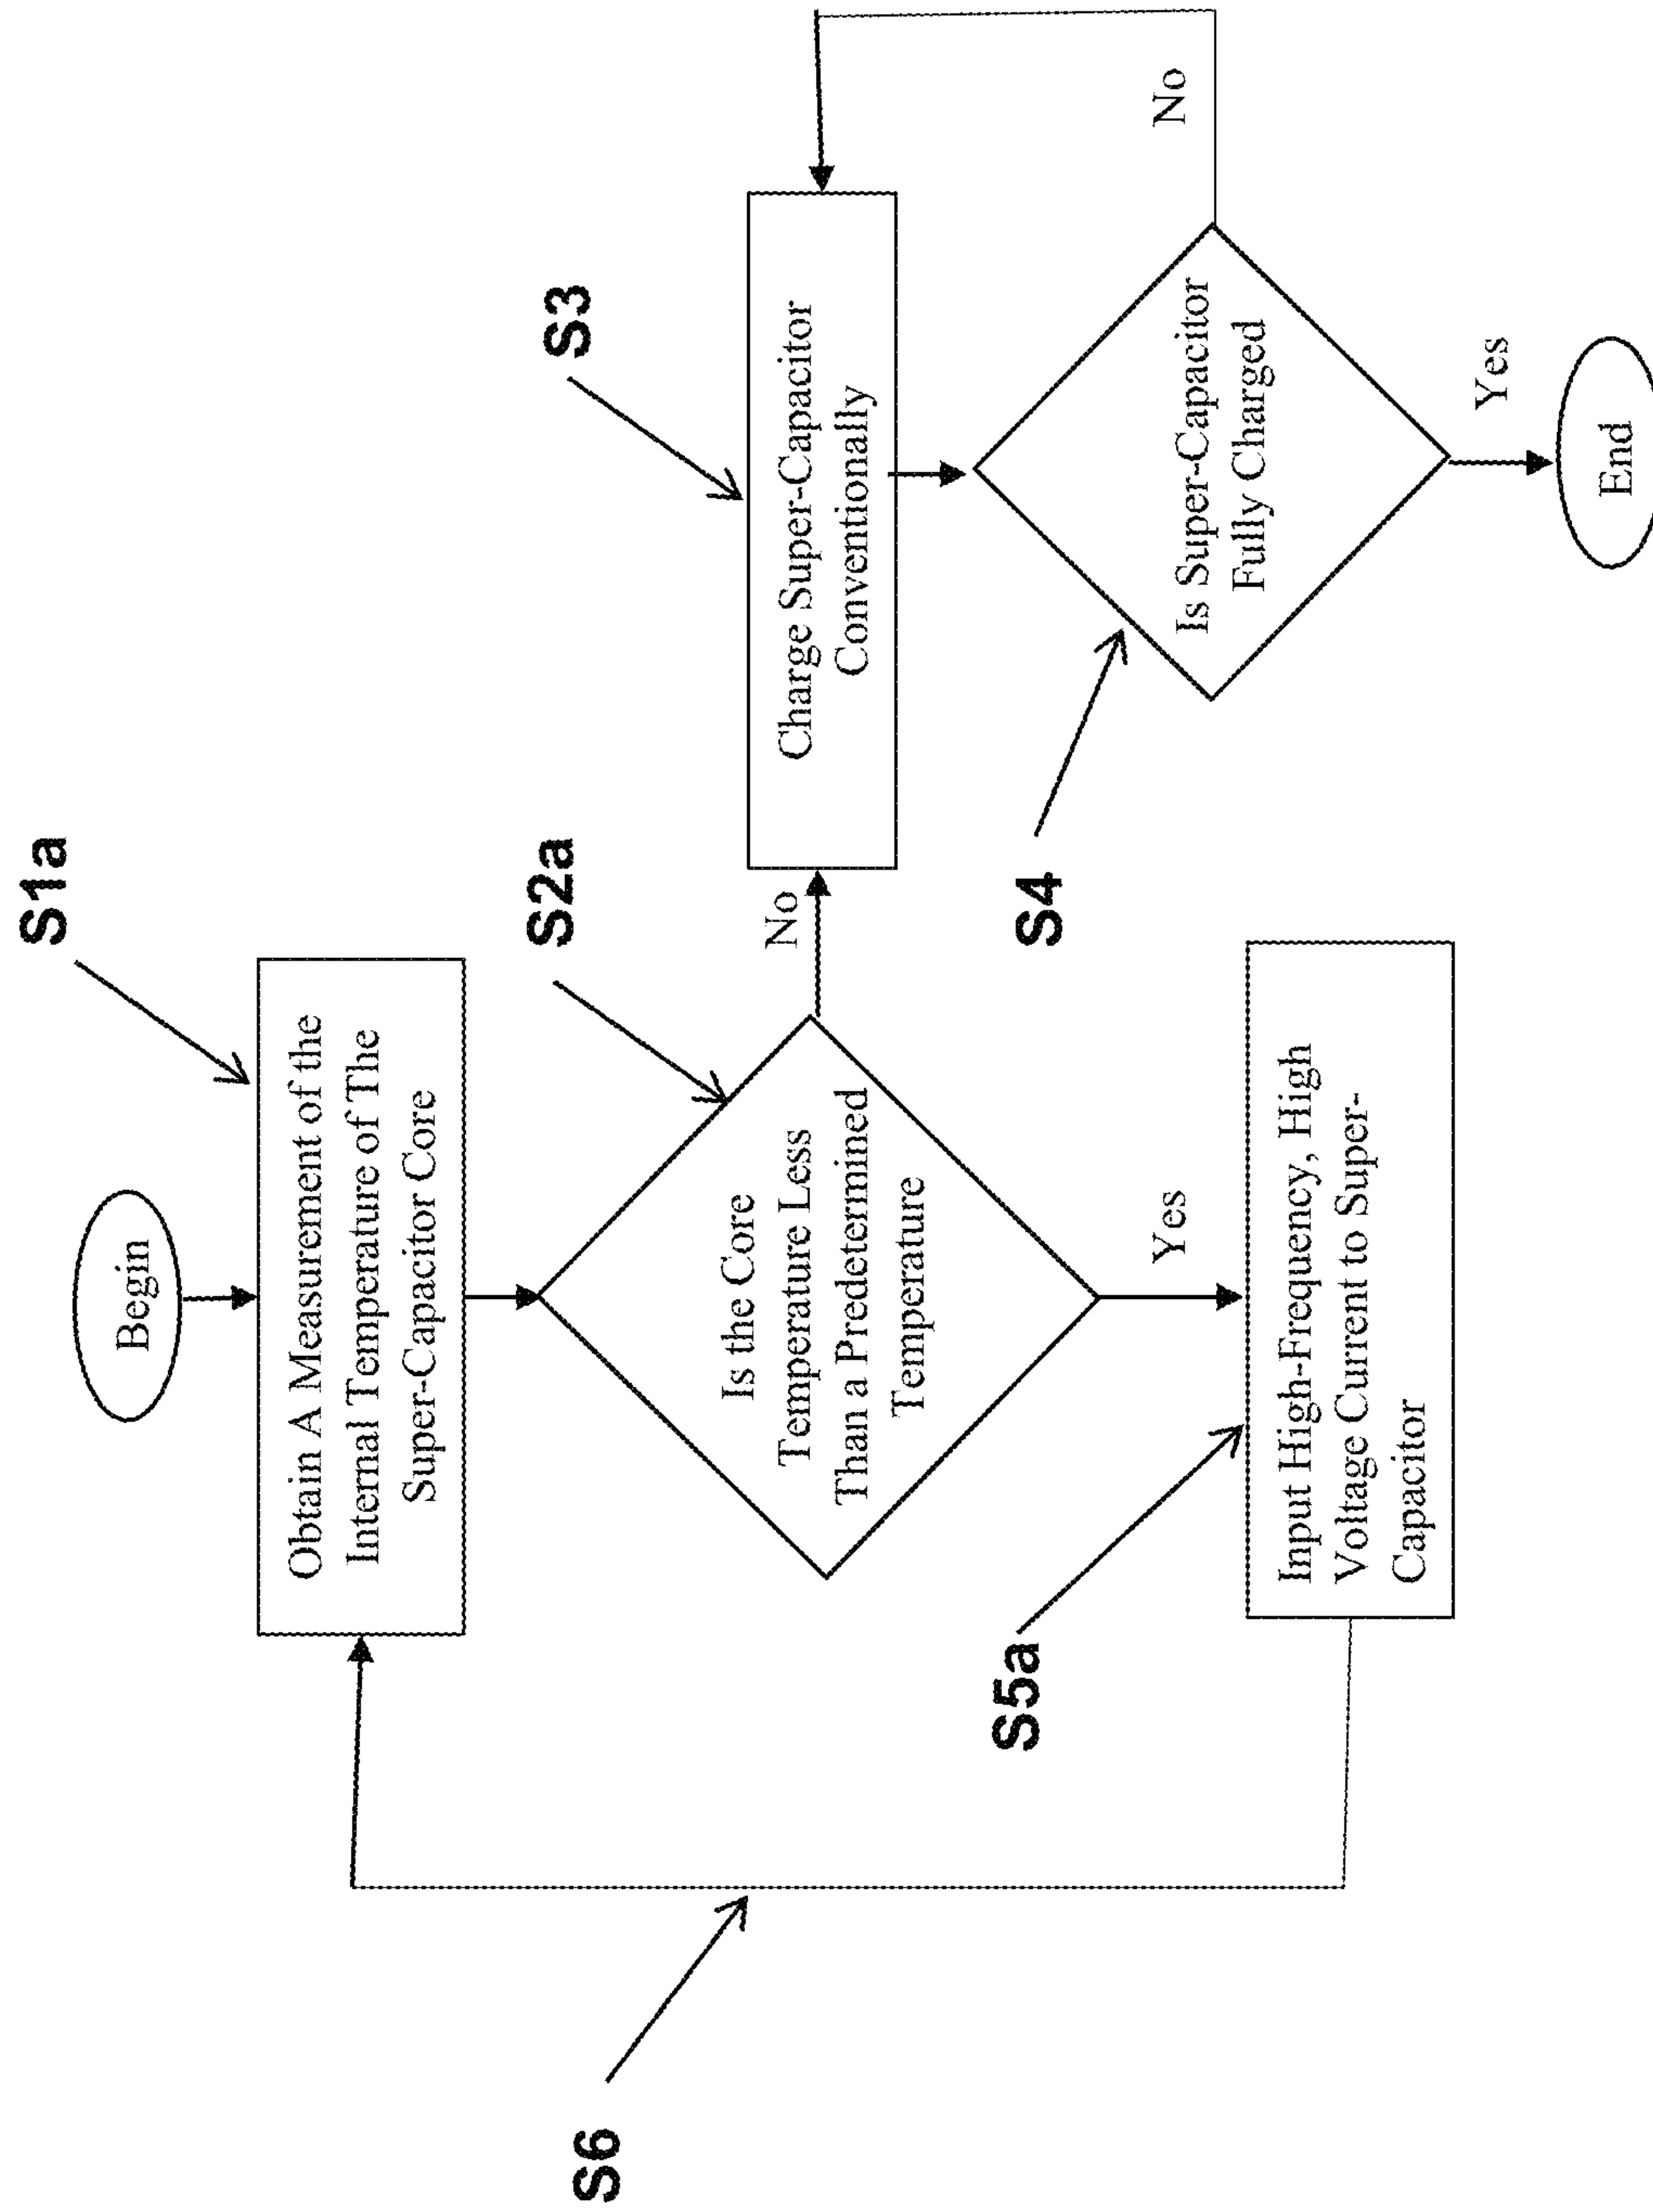 Begin
S1a
Obtain A Measurement of the
Internal Temperature of The
Super-Capacitor Core
S2a
Is the Core
Temperature Less
Than a Predetermined
Temperature
No
Yes
S3
Charge Super-Capacitor
Conventionally
S4
Is Super-Capacitor
Fully Charged
No
Yes
End
S5a
Input High-Frequency, High
Voltage Current to Super-
Capacitor
S6